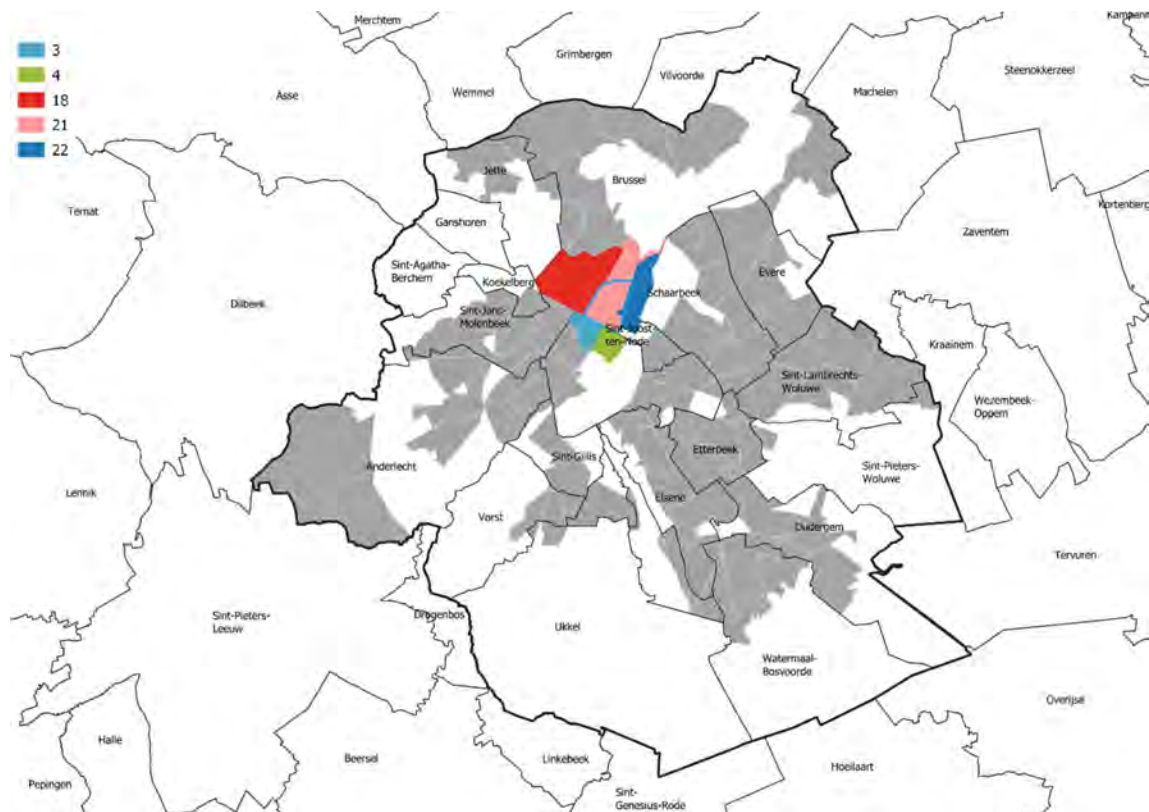 Merchtem
Grimbergen
Vilvoorde
Steenokkerzeel
3
4
18
21
22
Asse
Wemmel
Machelen
Jette
Brussel
Ternat
Ganshoren
Kortenberg
Zaventem
Sint-Agatha-
Berchem
Koekelberg
Evere
Dilbeek
Schaarbeek
Sint-Jans-
Molenbeek
Sint-Joost-
ten-Node
Kraainem
Sint-Lambrechts-
Woluwe
Wezembeek-
Oppem
Etterbeek
Sint-Gillis
Anderlecht
Sint-Pieters-
Woluwe
Lennik
Elsene
Vorst
Oudergem
Tervuren
Sint-Pieters-
Leeuw
Drogenbos
Ukkel
Watermaal-
Bosvoorde
Overijse
Halle
Beersel
Linkebeek
Hoeilaart
Pepingen
Sint-
Genesius-Rode